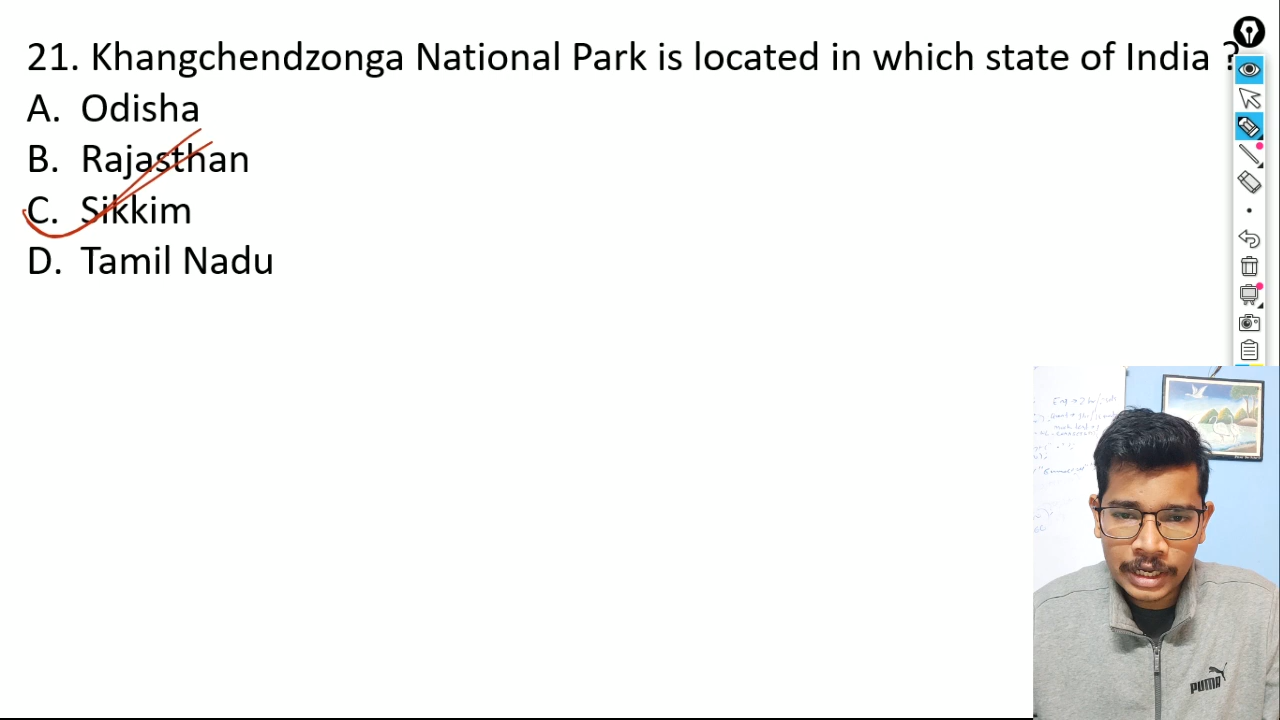 21. Khangchendzonga National Park is located in which state of India ?
A. Odisha
B. Rajasthan
C. Sikkim
D. Tamil Nadu
PUMA